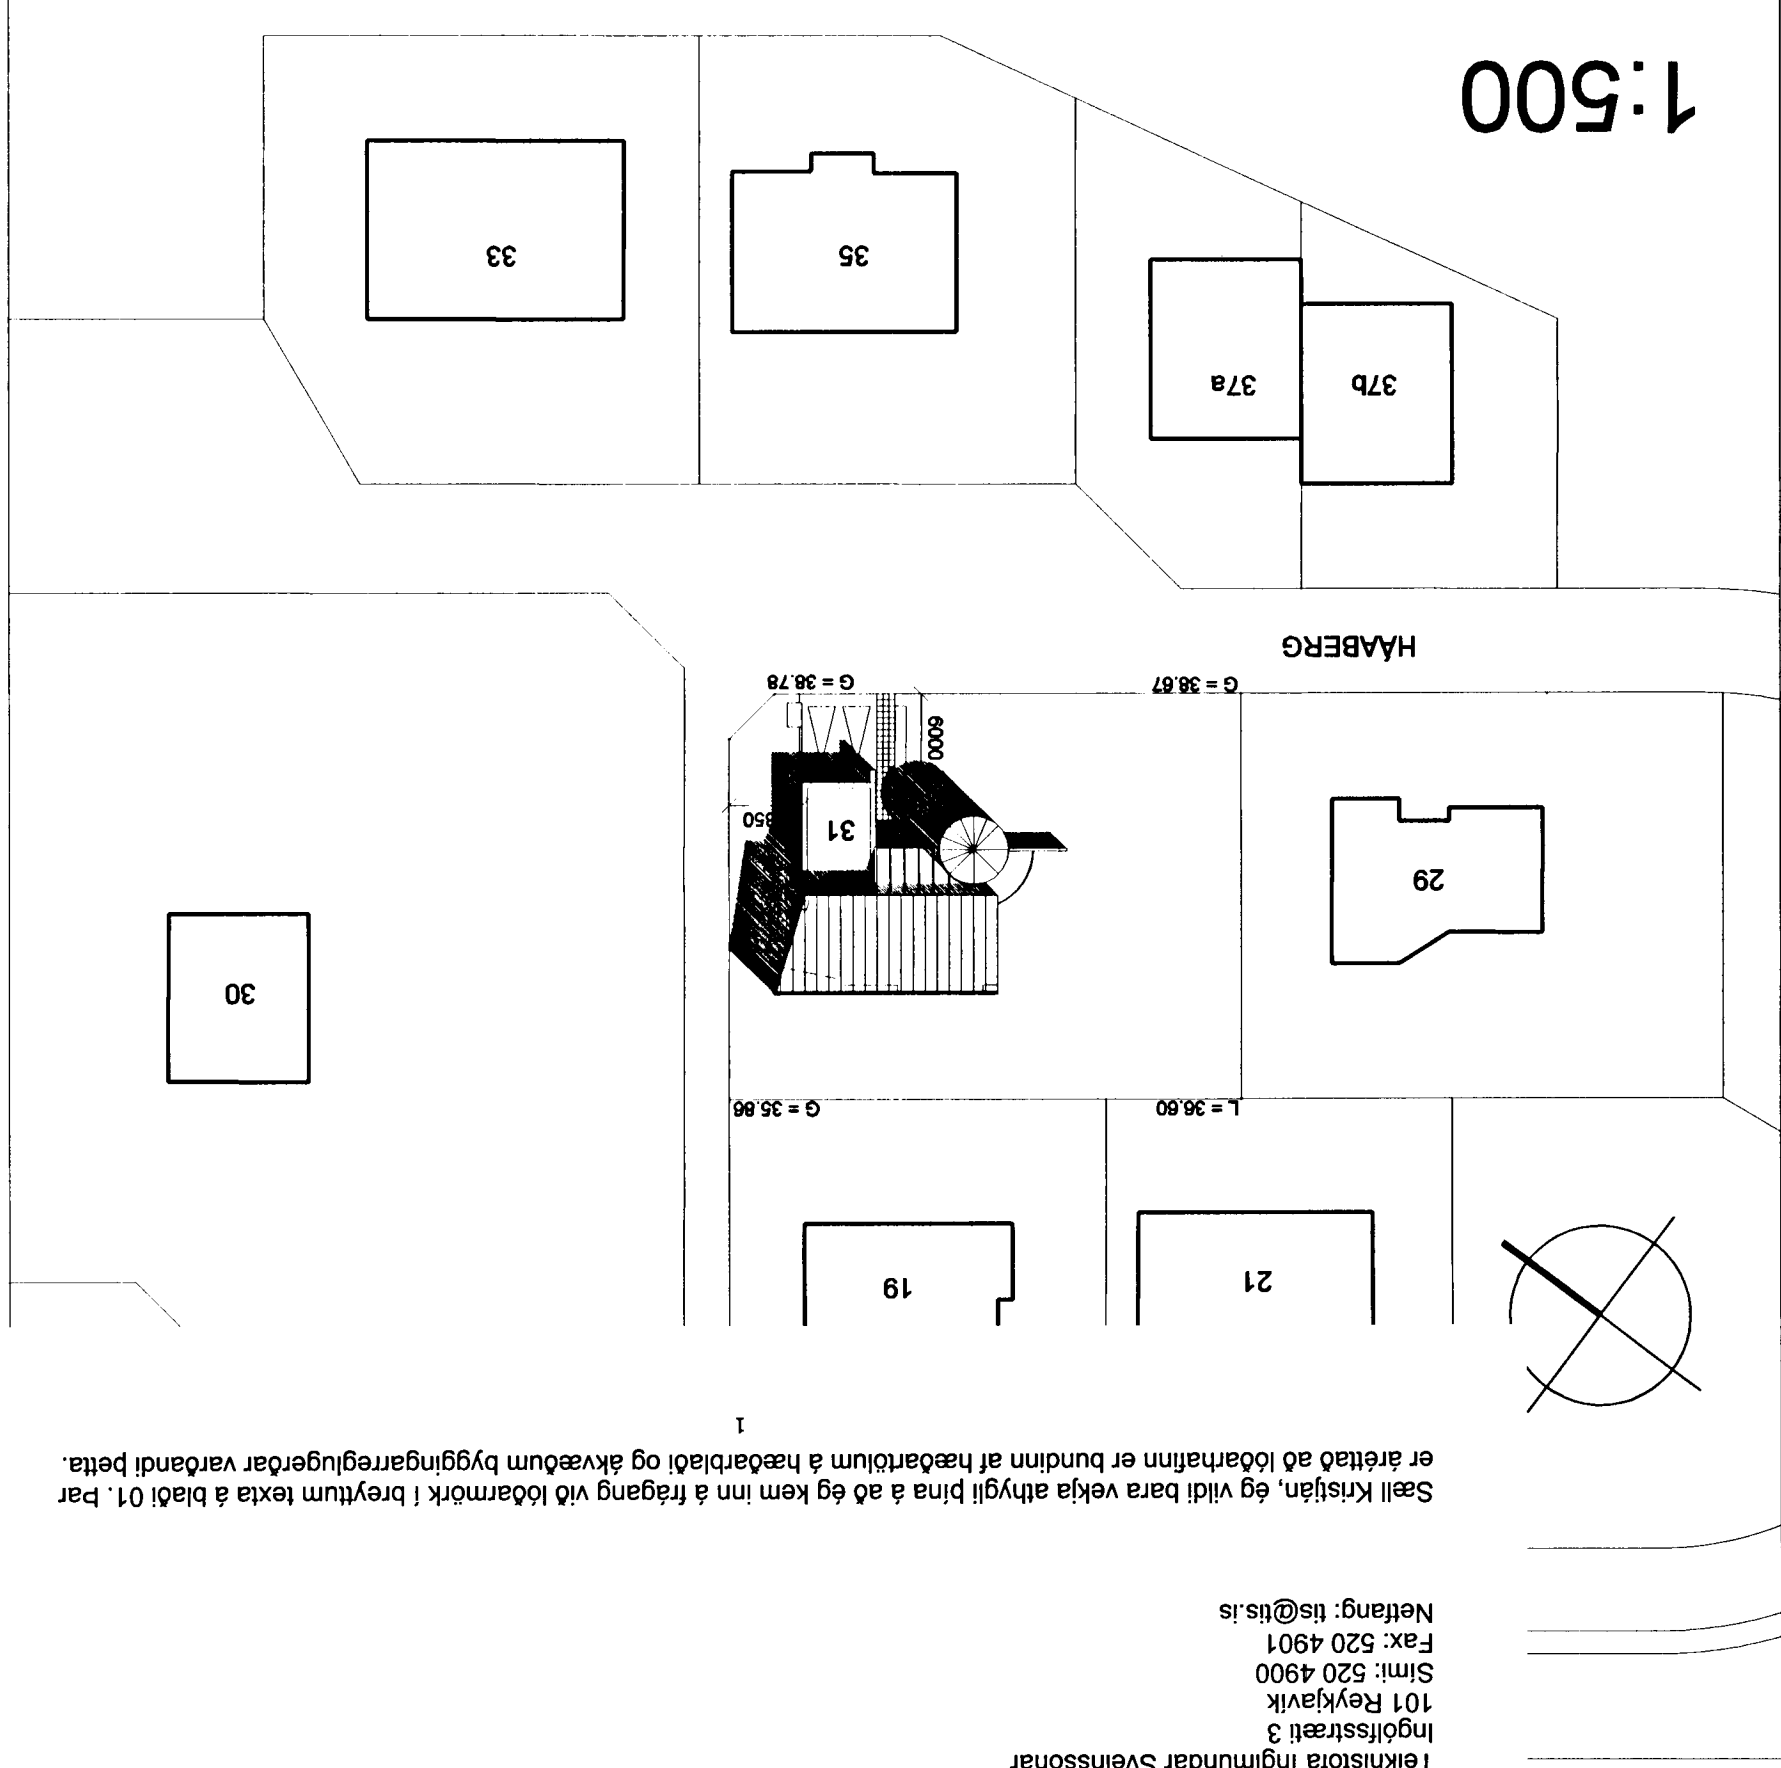 Teiknistofa Ingimundar Sveinssonar
Ingólfsstræti 3
101 Reykjavík
Sími: 520 4900
Fax: 520 4901
Netfang: tis@tis.is
Sæll Kristján, ég vildi bara vekja athygli þína á að ég kem inn á frágang við lóðarmörk í breyttum texta á blaði 01. Þar
er áréttað að lóðarhafinn er bundinn af hæðartölum á hæðarblaði og ákvæðum byggingarreglugerðar varðandi þetta.
1
21
19
L = 36.60
G = 35.86
30
29
31
850
6000
G = 38.67
G = 38.78
HÁABERG
37b
37a
35
33
1:500